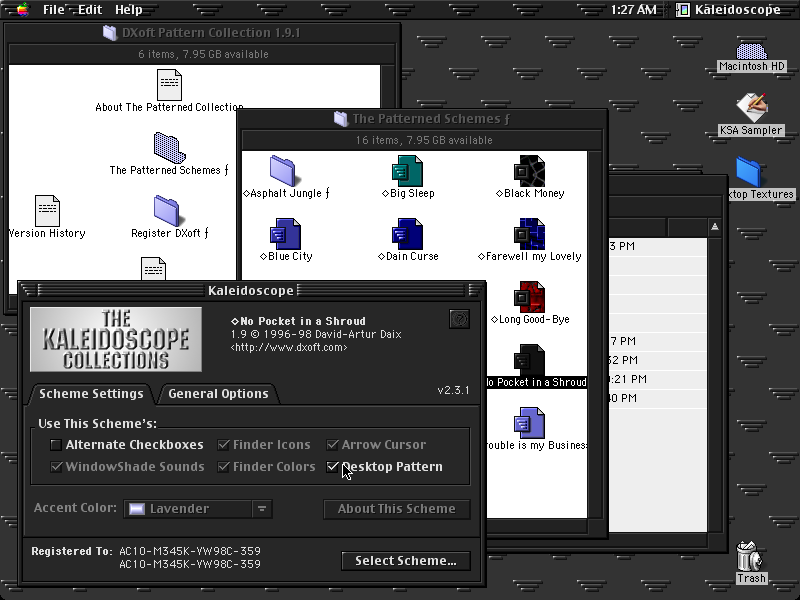 File Edit Help
1:27 AM
Kaleidoscope
DXoft Pattern Collection 1.9.1
6 items, 7.95 GB available
About The Patterned Collection
The Patterned Schemes ƒ
Version History
Register DXoft ƒ
The Patterned Schemes ƒ
16 items, 7.95 GB available
◇Asphalt Jungle ƒ
◇Big Sleep
◇Black Money
◇Blue City
◇Dain Curse
◇Farewell my Lovely
◇Long Good-Bye
No Pocket in a Shroud
rouble is my Busines
Macintosh HD
KSA Sampler
ktop Textures
3 PM
7 PM
32 PM
:21 PM
40 PM
Trash
Kaleidoscope
THE
KALEIDOSCOPE
COLLECTIONS
◇No Pocket in a Shroud
1.9 © 1996-98 David-Artur Daix
<http://www.dxoft.com>
?
v2.3.1
Scheme Settings
General Options
Use This Scheme's:
Alternate Checkboxes
Finder Icons
Arrow Cursor
WindowShade Sounds
Finder Colors
Desktop Pattern
Accent Color:
Lavender
About This Scheme
Registered To: AC10-M345K-YW98C-359
AC10-M345K-YW98C-359
Select Scheme...